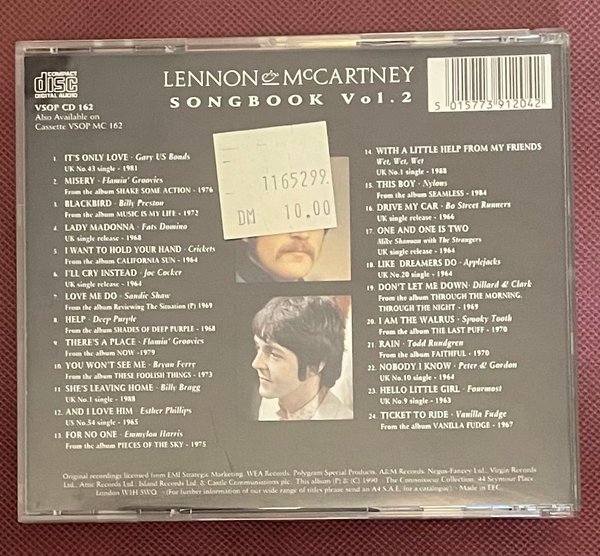 COMPACT
disc
DIGITAL AUDIO
VSOP CD 162
Also Available on
Cassette VSOP MC 162
LENNON & McCARTNEY
SONGBOOK Vol. 2
5 015773 912042
1165299
DM 10.00
1. IT'S ONLY LOVE · Gary US Bonds
UK No.43 single - 1981
2. MISERY · Flamin' Groovies
From the album SHAKE SOME ACTION - 1976
3. BLACKBIRD · Billy Preston
From the album MUSIC IS MY LIFE - 1972
4. LADY MADONNA · Fats Domino
UK single release - 1968
5. I WANT TO HOLD YOUR HAND · Crickets
From the album CALIFORNIA SUN - 1964
6. I'LL CRY INSTEAD · Joe Cocker
UK single release - 1964
7. LOVE ME DO · Sandie Shaw
From the album Reviewing The Situation (P) 1969
8. HELP · Deep Purple
From the album SHADES OF DEEP PURPLE - 1968
9. THERE'S A PLACE · Flamin' Groovies
From the album NOW -1979
10. YOU WON'T SEE ME · Bryan Ferry
From the album THESE FOOLISH THINGS - 1973
11. SHE'S LEAVING HOME · Billy Bragg
UK No.1 single - 1988
12. AND I LOVE HIM · Esther Phillips
US No.54 single - 1965
13. FOR NO ONE · Emmylou Harris
From the album PIECES OF THE SKY - 1975
14. WITH A LITTLE HELP FROM MY FRIENDS
Wet, Wet, Wet
UK No.1 single - 1988
15. THIS BOY · Nylons
From the album SEAMLESS - 1984
16. DRIVE MY CAR · Bo Street Runners
UK single release - 1966
17. ONE AND ONE IS TWO
Mike Shannon with The Strangers
UK single release - 1964
18. LIKE DREAMERS DO · Applejacks
UK No.20 single - 1964
19. DON'T LET ME DOWN · Dillard & Clark
From the album THROUGH THE MORNING,
THROUGH THE NIGHT - 1969
20. I AM THE WALRUS · Spooky Tooth
From the album THE LAST PUFF - 1970
21. RAIN · Todd Rundgren
From the album FAITHFUL - 1970
22. NOBODY I KNOW · Peter & Gordon
UK No.10 single - 1964
23. HELLO LITTLE GIRL · Fourmost
UK No.9 single - 1963
24. TICKET TO RIDE · Vanilla Fudge
From the album VANILLA FUDGE - 1967
Original recordings licensed from EMI Strategic Marketing, WEA Records, Polygram Special Products, A&M Records, Negus-Fancey Ltd., Virgin Records
Ltd., Attic Records Ltd., Island Records Ltd & Castle Communications plc. This album (P) & (C) 1990 · The Connoisseur Collection, 44 Seymour Place
London W1H 5WQ. · (For further information of our wide range of titles please send an A4 S.A.E. for a catalogue) · Made in EEC.